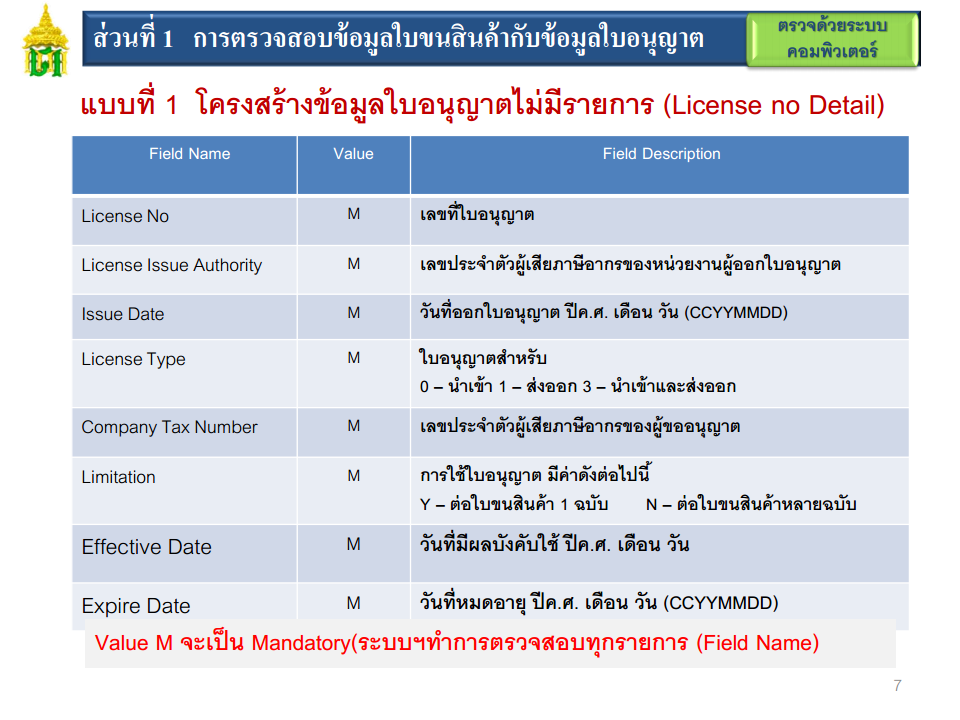 ส่วนที่ 1 การตรวจสอบข้อมูลใบขนสินค้ากับข้อมูลใบอนุญาต
ตรวจด้วยระบบ
คอมพิวเตอร์
แบบที่ 1 โครงสร้างข้อมูลใบอนุญาตไม่มีรายการ (License no Detail)
Field Name Value Field Description
License No M เลขที่ใบอนุญาต
License Issue Authority M เลขประจำตัวผู้เสียภาษีอากรของหน่วยงานผู้ออกใบอนุญาต
Issue Date M วันที่ออกใบอนุญาต ปีค.ศ. เดือน วัน (CCYYMMDD)
License Type M ใบอนุญาตสำหรับ
0 – นำเข้า 1 – ส่งออก 3 – นำเข้าและส่งออก
Company Tax Number M เลขประจำตัวผู้เสียภาษีอากรของผู้ขออนุญาต
Limitation M การใช้ใบอนุญาต มีค่าดังต่อไปนี้
Y – ต่อใบขนสินค้า 1 ฉบับ N – ต่อใบขนสินค้าหลายฉบับ
Effective Date M วันที่มีผลบังคับใช้ ปีค.ศ. เดือน วัน
Expire Date M วันที่หมดอายุ ปีค.ศ. เดือน วัน (CCYYMMDD)
Value M จะเป็น Mandatory(ระบบฯทำการตรวจสอบทุกรายการ (Field Name)
7